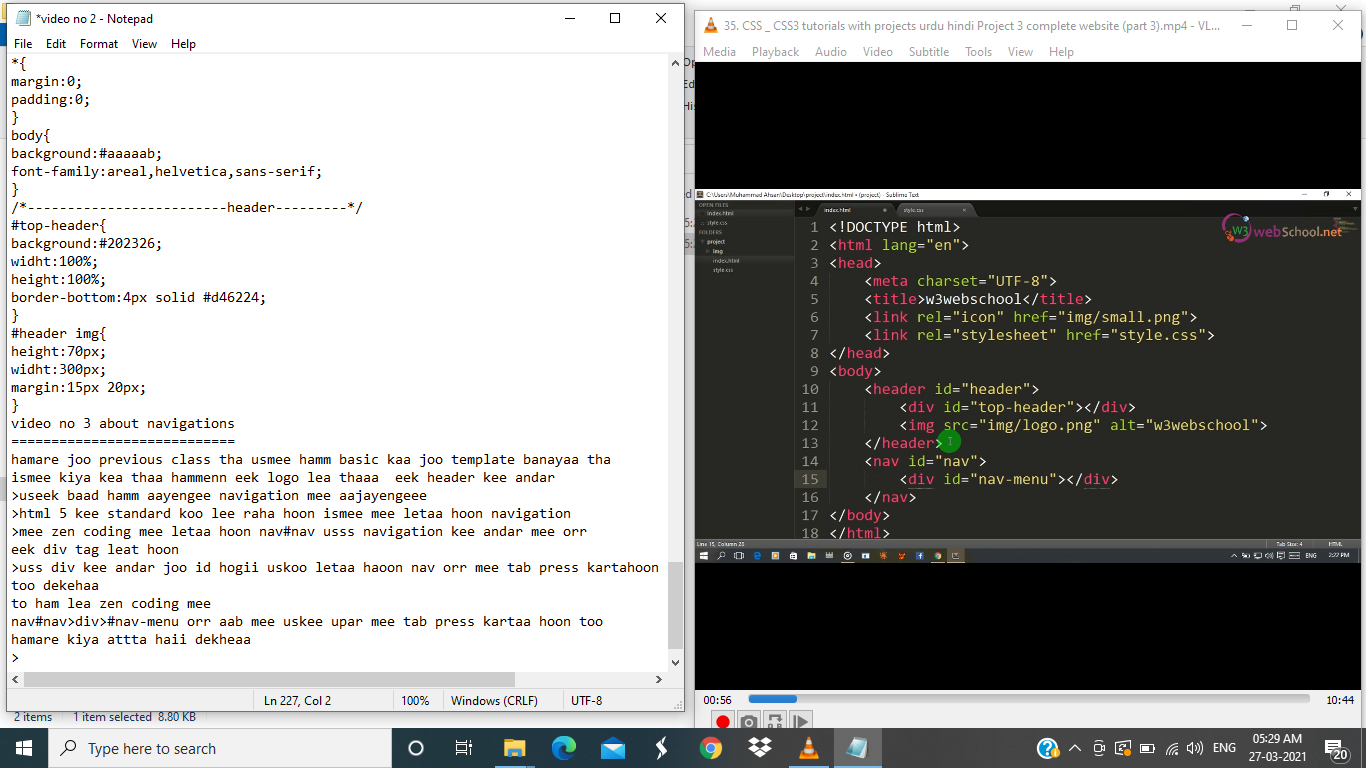 *video no 2 - Notepad
File Edit Format View Help
*{
margin:0;
padding:0;
}
body{
background:#aaaaab;
font-family:areal,helvetica,sans-serif;
}
/*-------------------------header---------*/
#top-header{
background:#202326;
widht:100%;
height:100%;
border-bottom:4px solid #d46224;
}
#header img{
height:70px;
widht:300px;
margin:15px 20px;
}
video no 3 about navigations
============================
hamare joo previous class tha usmee hamm basic kaa joo template banayaa tha
ismee kiya kea thaa hammenn eek logo lea thaaa  eek header kee andar
>useek baad hamm aayengee navigation mee aajayengeee
>html 5 kee standard koo lee raha hoon ismee mee letaa hoon navigation
>mee zen coding mee letaa hoon nav#nav usss navigation kee andar mee orr
eek div tag leat hoon
>uss div kee andar joo id hogii uskoo letaa haoon nav orr mee tab press kartahoon
too dekehaa
to ham lea zen coding mee
nav#nav>div>#nav-menu orr aab mee uskee upar mee tab press kartaa hoon too
hamare kiya attta haii dekheaa
>
Ln 227, Col 2 100% Windows (CRLF) UTF-8
2 items 1 item selected 8.80 KB
35. CSS _ CSS3 tutorials with projects urdu hindi Project 3 complete website (part 3).mp4 - VL...
Media Playback Audio Video Subtitle Tools View Help
C:\Users\Muhammad Ahsan\Desktop\project\index.html • (project) - Sublime Text
OPEN FILES
index.html
style.css
FOLDERS
project
img
index.html
style.css
index.html style.css
W3 webSchool.net
1 <!DOCTYPE html>
2 <html lang="en">
3 <head>
4 <meta charset="UTF-8">
5 <title>w3webschool</title>
6 <link rel="icon" href="img/small.png">
7 <link rel="stylesheet" href="style.css">
8 </head>
9 <body>
10 <header id="header">
11 <div id="top-header"></div>
12 <img src="img/logo.png" alt="w3webschool">
13 </header>
14 <nav id="nav">
15 <div id="nav-menu"></div>
16 </nav>
17 </body>
18 </html>
Line 15, Column 28 Tab Size: 4 HTML
ENG 2:22 PM
00:56 10:44
Type here to search
ENG 05:29 AM
27-03-2021
20